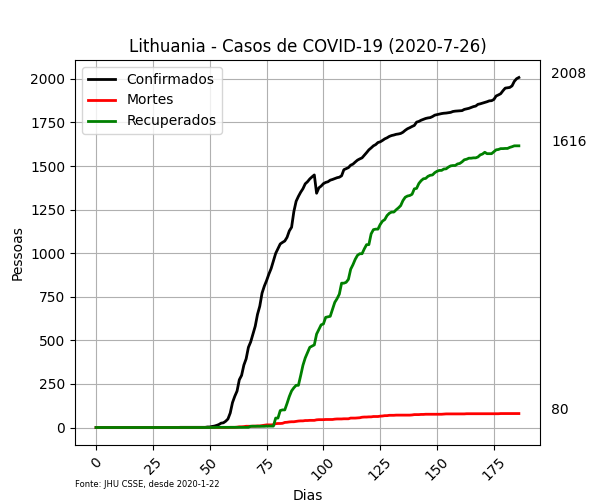 Lithuania - Casos de COVID-19 (2020-7-26)
Confirmados
Mortes
Recuperados
2008
1616
80
2000
1750
1500
1250
1000
750
500
250
0
Pessoas
0
25
50
75
100
125
150
175
Fonte: JHU CSSE, desde 2020-1-22
Dias